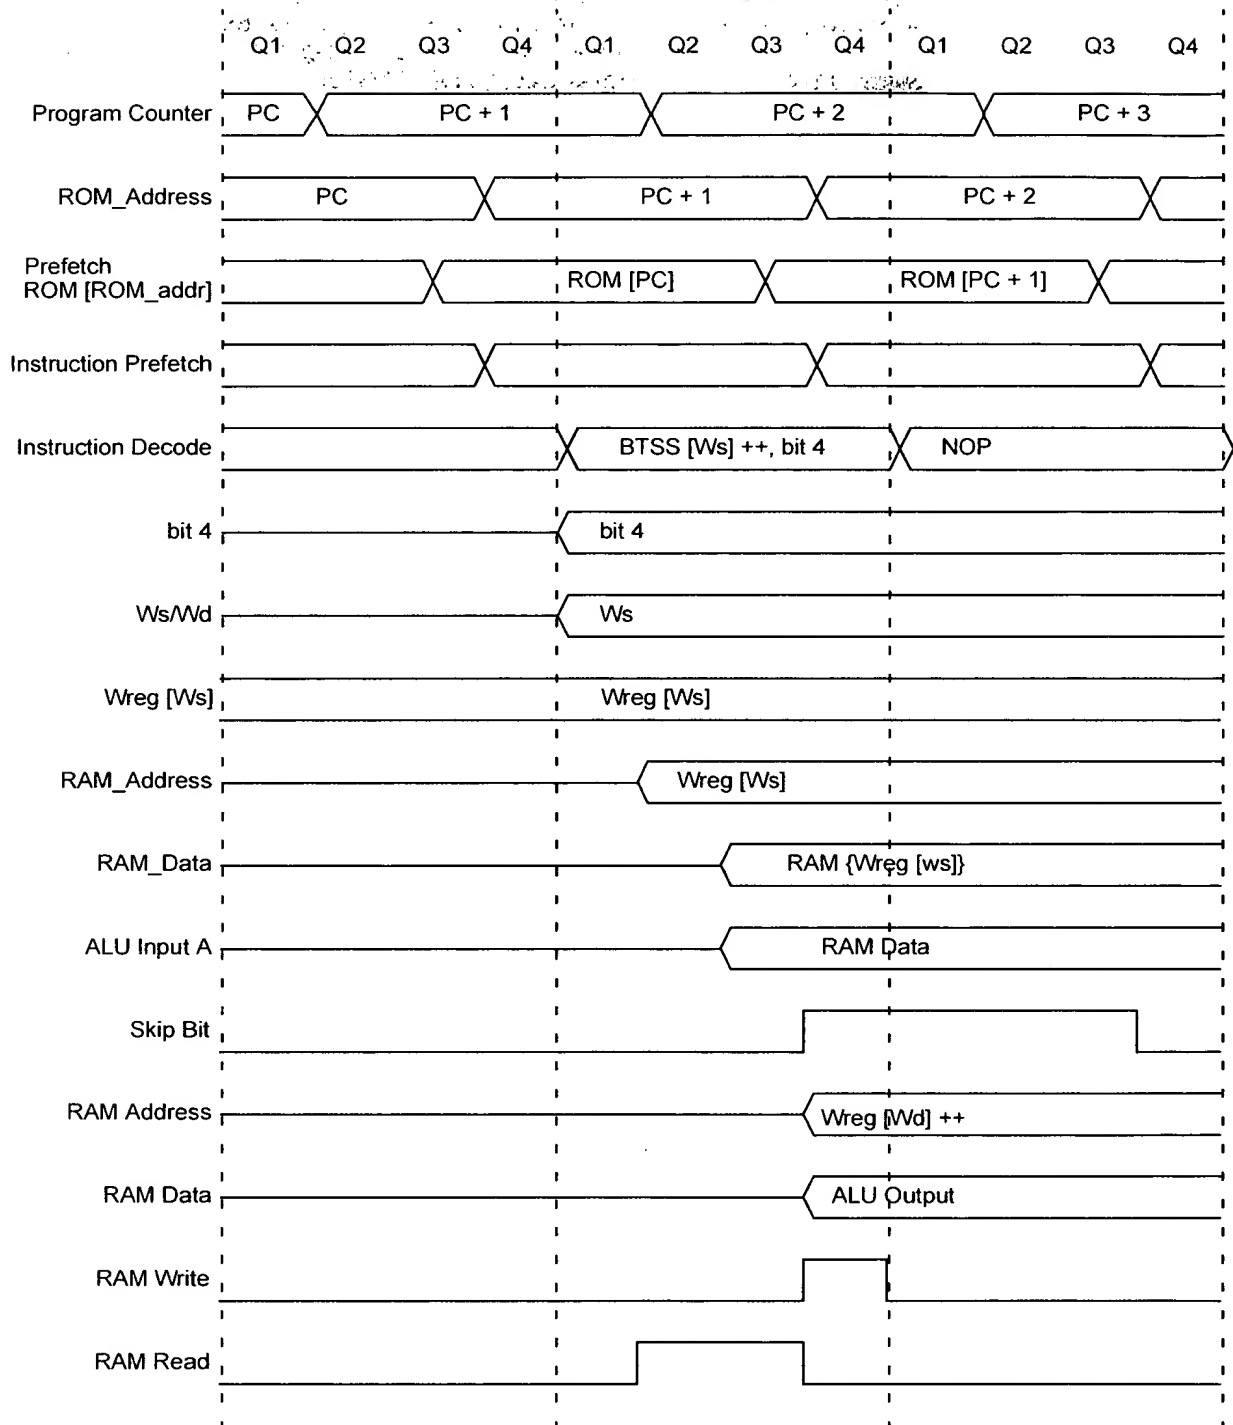 Q1 Q2 Q3 Q4 Q1 Q2 Q3 Q4 Q1 Q2 Q3 Q4
Program Counter PC PC + 1 PC + 2 PC + 3
ROM_Address PC PC + 1 PC + 2
Prefetch
ROM [ROM_addr] ROM [PC] ROM [PC + 1]
Instruction Prefetch
Instruction Decode BTSS [Ws] ++, bit 4 NOP
bit 4 bit 4
Ws/Wd Ws
Wreg [Ws] Wreg [Ws]
RAM_Address Wreg [Ws]
RAM_Data RAM {Wreg [ws]}
ALU Input A RAM Data
Skip Bit
RAM Address Wreg [Wd] ++
RAM Data ALU Output
RAM Write
RAM Read